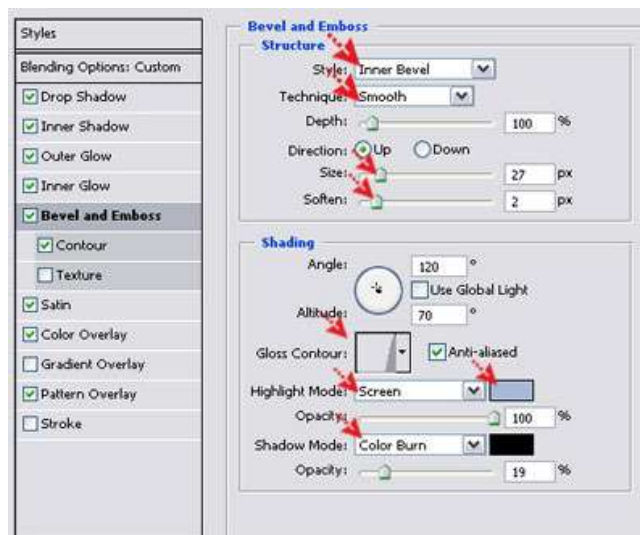 Styles
Blending Options: Custom
Drop Shadow
Inner Shadow
Outer Glow
Inner Glow
Bevel and Emboss
Contour
Texture
Satin
Color Overlay
Gradient Overlay
Pattern Overlay
Stroke
Bevel and Emboss
Structure
Style: Inner Bevel
Technique: Smooth
Depth: 100 %
Direction: Up Down
Size: 27 px
Soften: 2 px
Shading
Angle: 120 °
Use Global Light
Altitude: 70 °
Gloss Contour: Anti-aliased
Highlight Mode: Screen
Opacity: 100 %
Shadow Mode: Color Burn
Opacity: 19 %